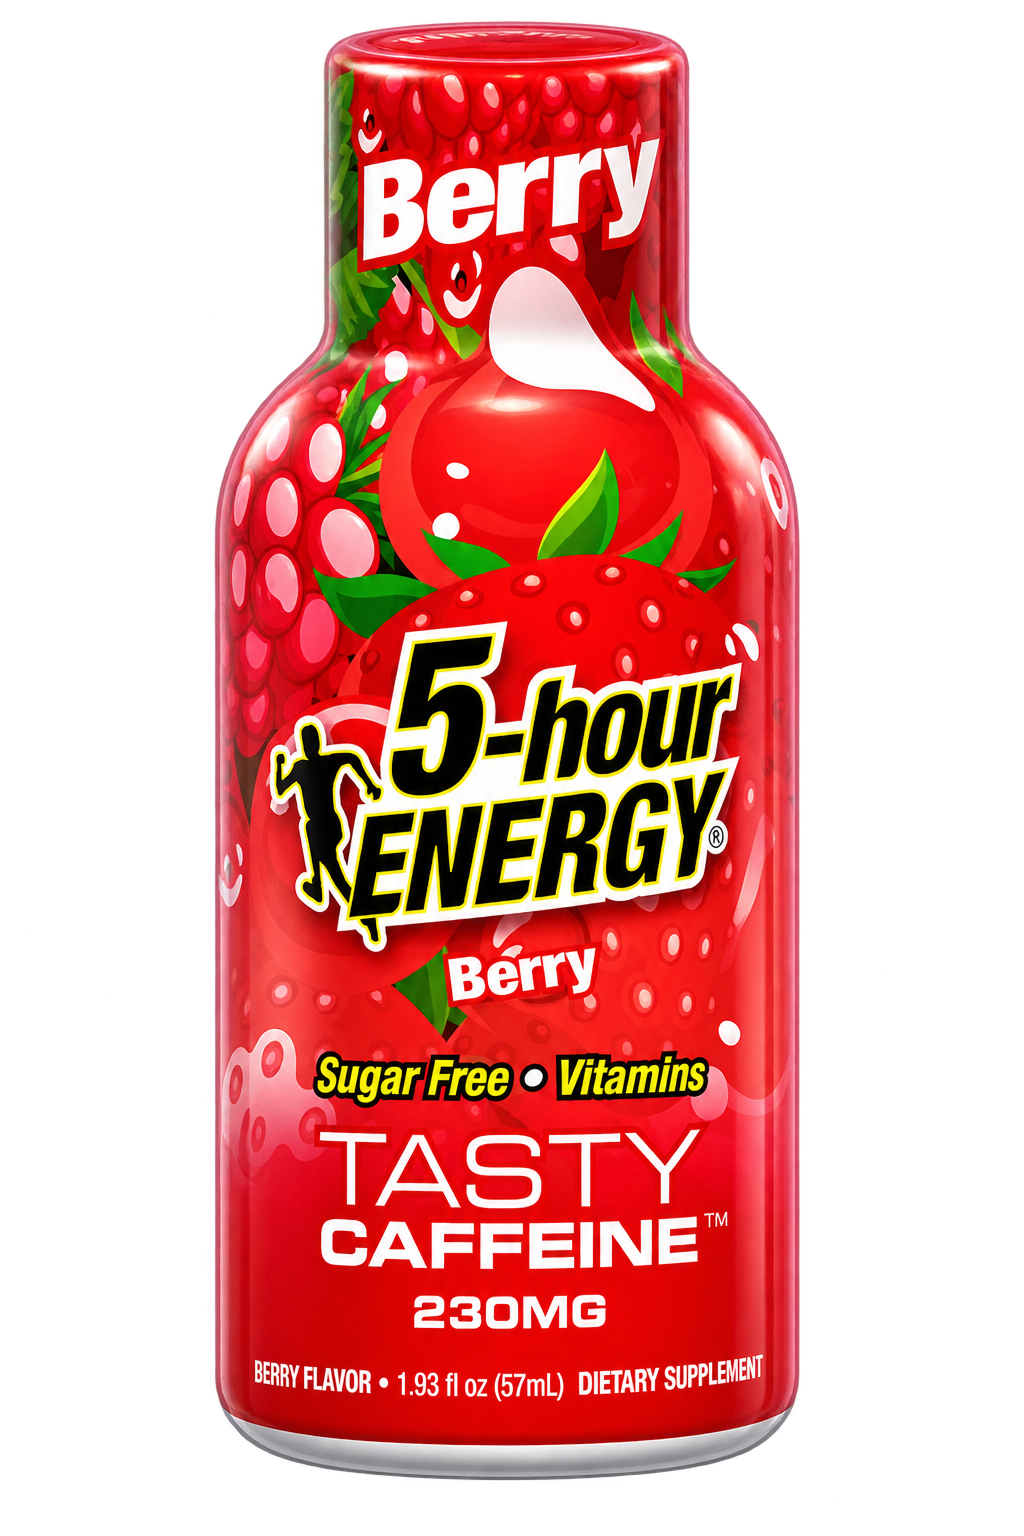 Berry
5-hour
ENERGY®
Berry
Sugar Free • Vitamins
TASTY
CAFFEINE™
230MG
BERRY FLAVOR • 1.93 fl oz (57mL) DIETARY SUPPLEMENT